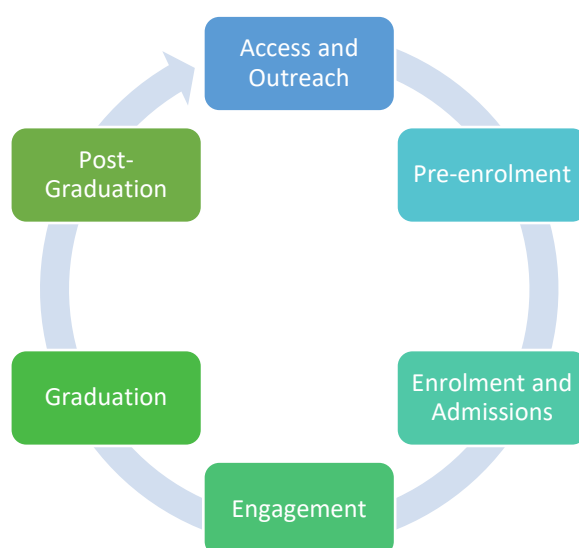 Access and
Outreach
Pre-enrolment
Enrolment and
Admissions
Engagement
Graduation
Post-
Graduation